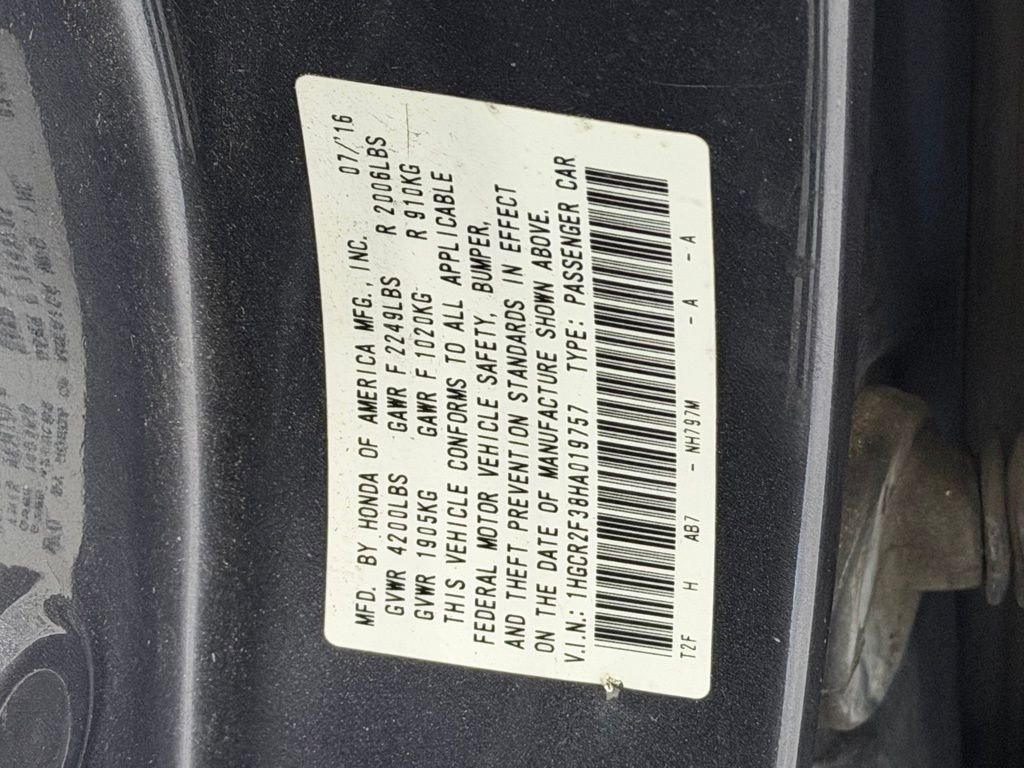 MFD. BY HONDA OF AMERICA MFG., INC. 07/'16
GVWR 4200LBS GAWR F 2249LBS R 2006LBS
GVWR 1905KG GAWR F 1020KG R 910KG
THIS VEHICLE CONFORMS TO ALL APPLICABLE
FEDERAL MOTOR VEHICLE SAFETY, BUMPER,
AND THEFT PREVENTION STANDARDS IN EFFECT
ON THE DATE OF MANUFACTURE SHOWN ABOVE.
V.I.N.: 1HGCR2F38HA019757 TYPE: PASSENGER CAR
T2F H AB7 - NH797M - A - A